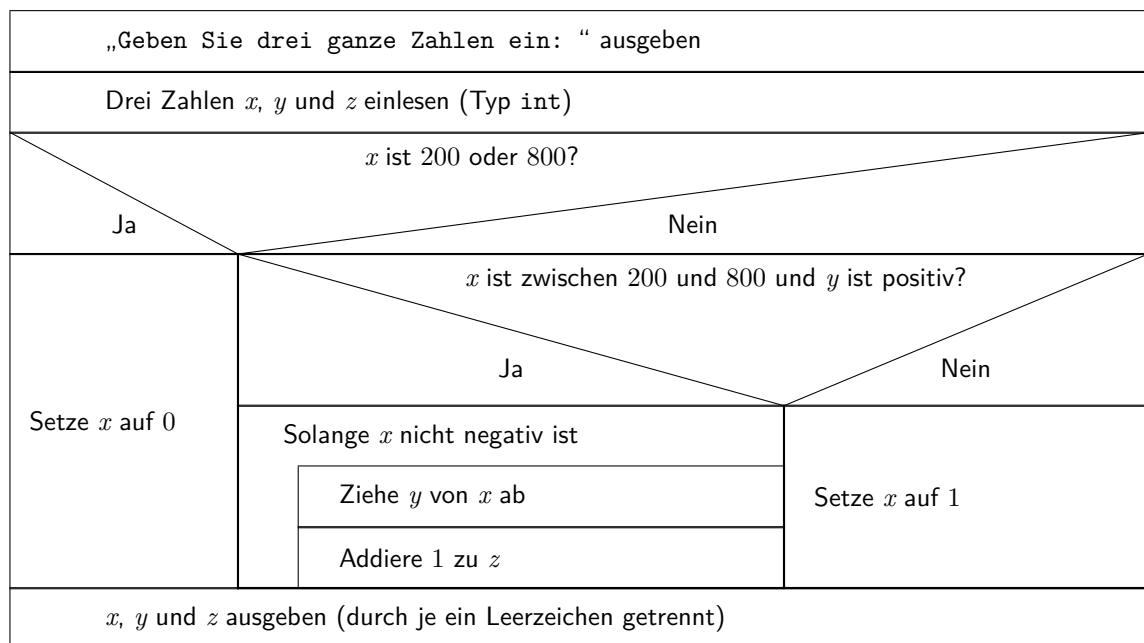 „Geben Sie drei ganze Zahlen ein: “ ausgeben
Drei Zahlen x, y und z einlesen (Typ int)
x ist 200 oder 800?
Ja
Nein
x ist zwischen 200 und 800 und y ist positiv?
Ja
Nein
Setze x auf 0
Solange x nicht negativ ist
Ziehe y von x ab
Addiere 1 zu z
Setze x auf 1
x, y und z ausgeben (durch je ein Leerzeichen getrennt)